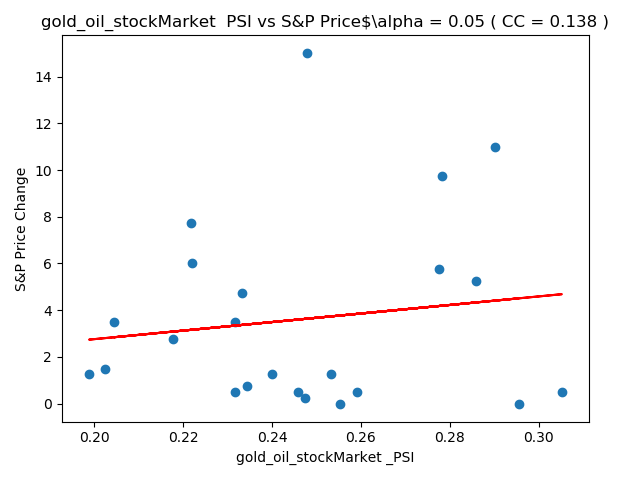 gold_oil_stockMarket  PSI vs S&P Price$\alpha = 0.05 ( CC = 0.138 )
S&P Price Change
14
12
10
8
6
4
2
0
0.20 0.22 0.24 0.26 0.28 0.30
gold_oil_stockMarket _PSI